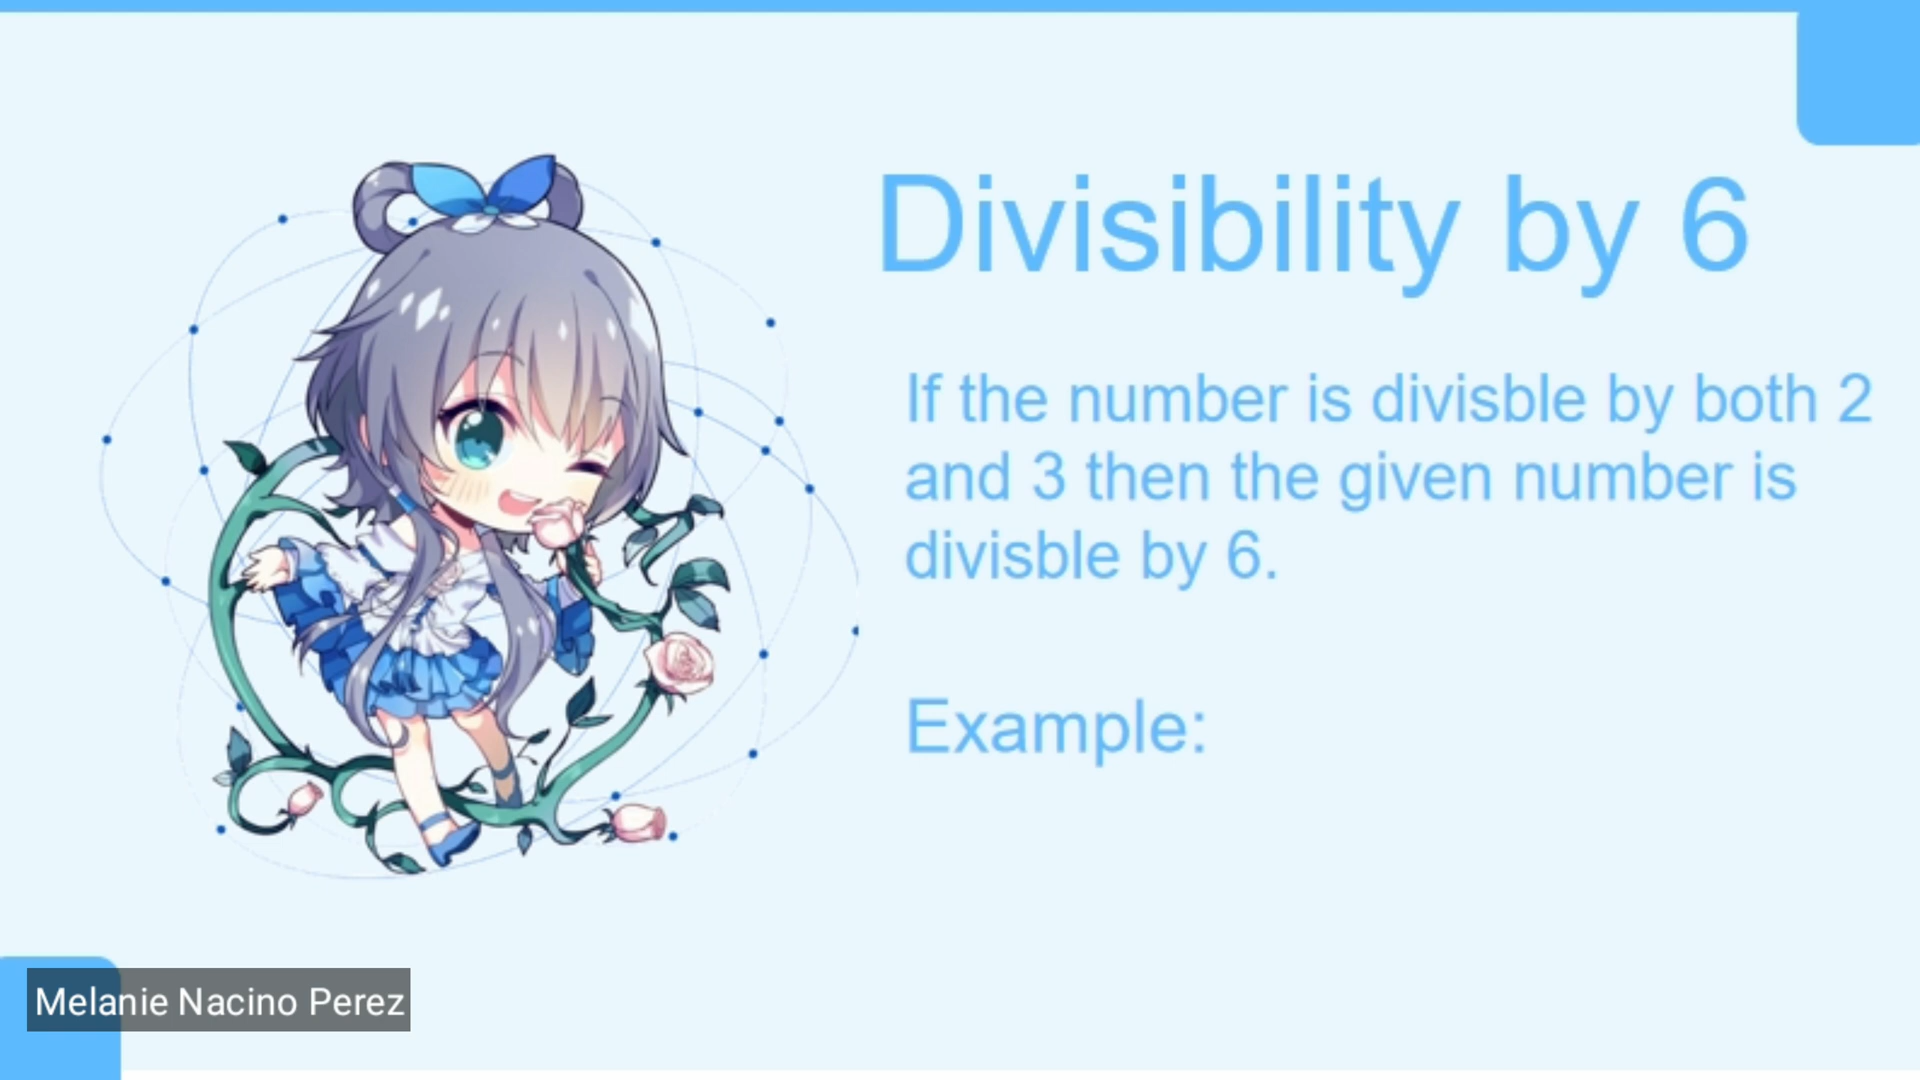 Divisibility by 6
If the number is divisble by both 2
and 3 then the given number is
divisble by 6.
Example:
Melanie Nacino Perez